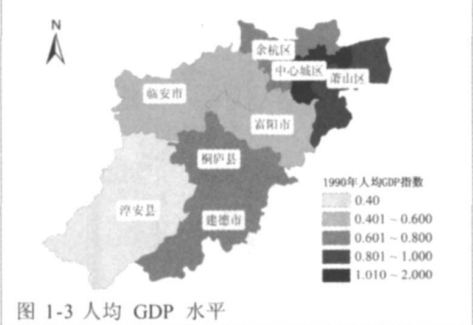 N
余杭区
中心城区
萧山区
临安市
富阳市
桐庐县
淳安县
建德市
1990年人均GDP指数
0.40
0.401 ~ 0.600
0.601 ~ 0.800
0.801 ~ 1.000
1.010 ~ 2.000
图 1-3 人均 GDP 水平